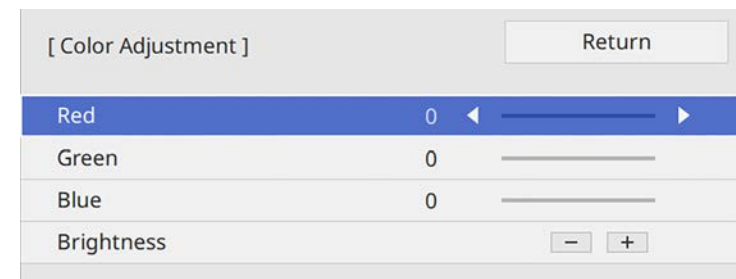 [ Color Adjustment ]
Return
Red 0
Green 0
Blue 0
Brightness − +